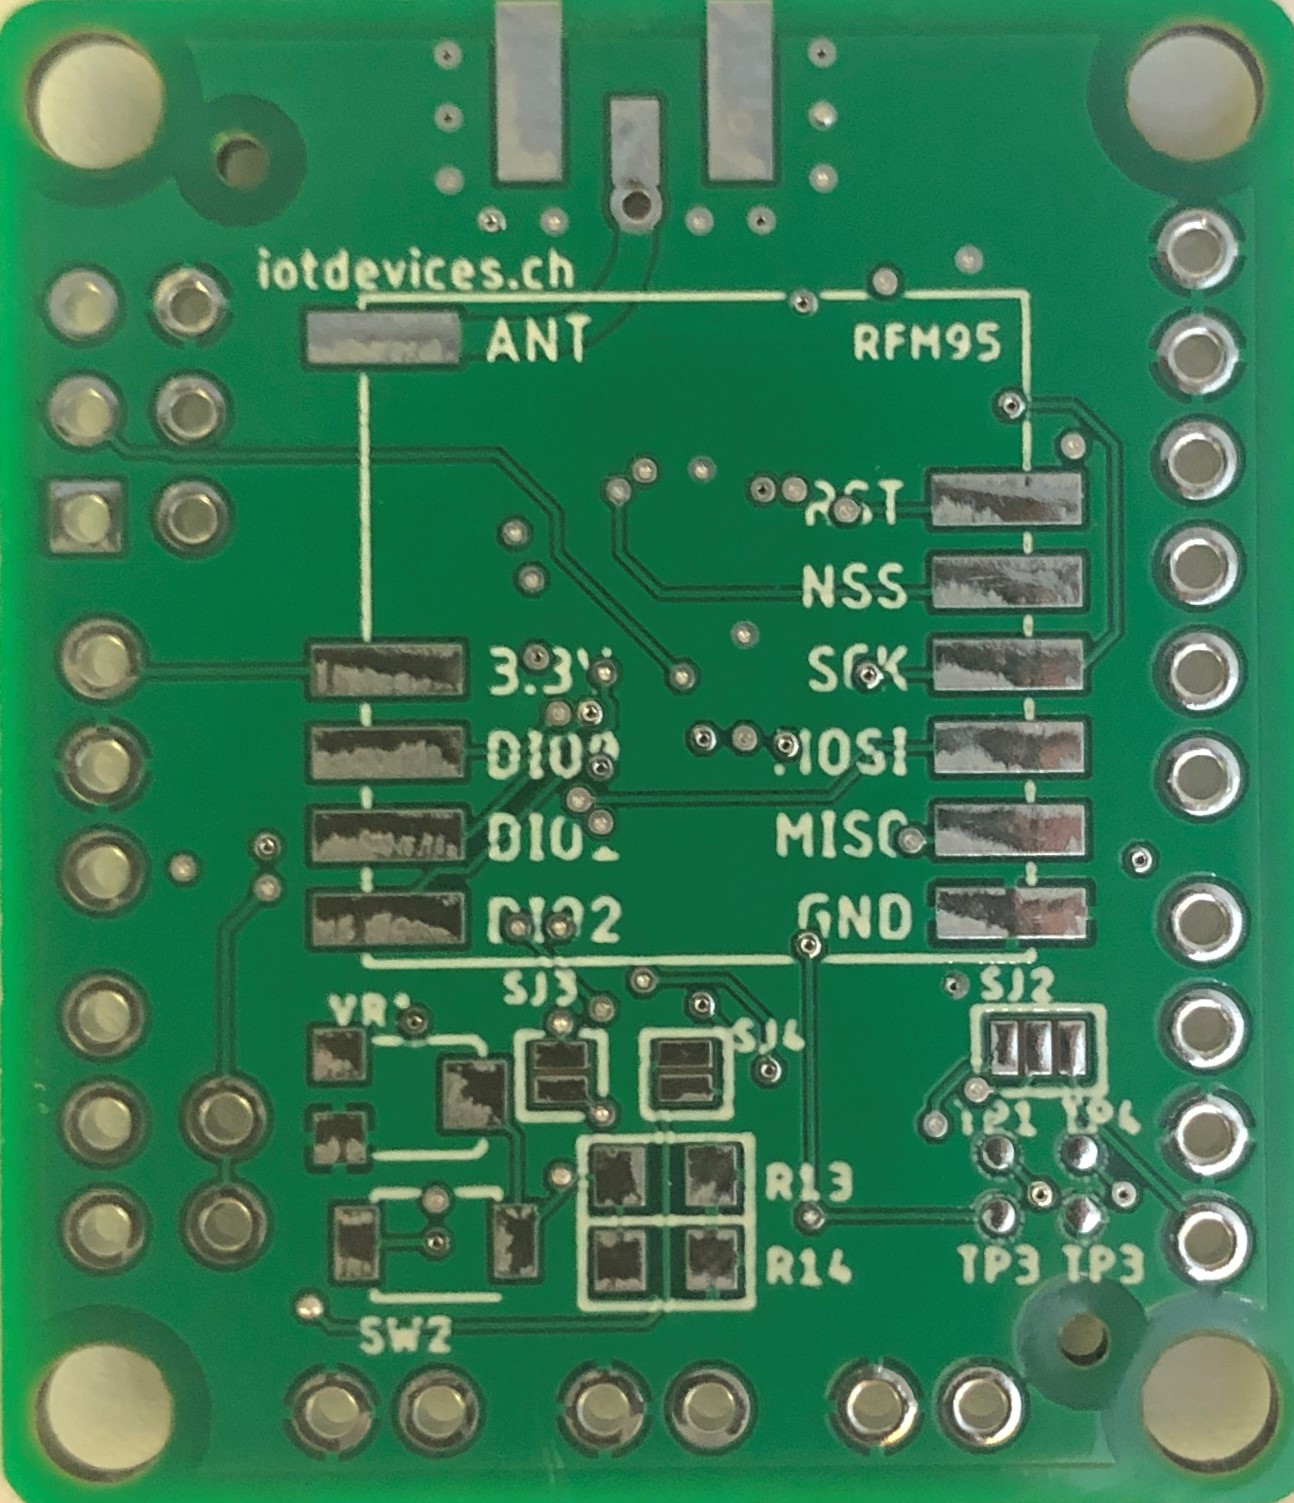 iotdevices.ch
ANT
RFM95
RST
NSS
3.3V
SCK
DIO0
MOSI
DIO1
MISO
DIO2
GND
SJ3
SJ2
VR1
SJ4
TP1 TP4
R13
R14
TP3 TP3
SW2